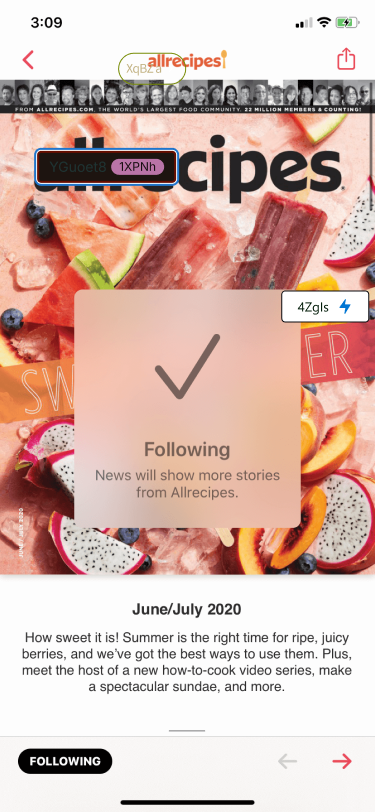 3:09
XqBZa
allrecipes
FROM ALLRECIPES.COM, THE WORLD'S LARGEST FOOD COMMUNITY. 22 MILLION MEMBERS & COUNTING!
allrecipes.
YGuoet8 1XPNh
4Zgls
SW ER
Following
News will show more stories
from Allrecipes.
JUNE/JULY 2020
June/July 2020
How sweet it is! Summer is the right time for ripe, juicy
berries, and we've got the best ways to use them. Plus,
meet the host of a new how-to-cook video series, make
a spectacular sundae, and more.
FOLLOWING